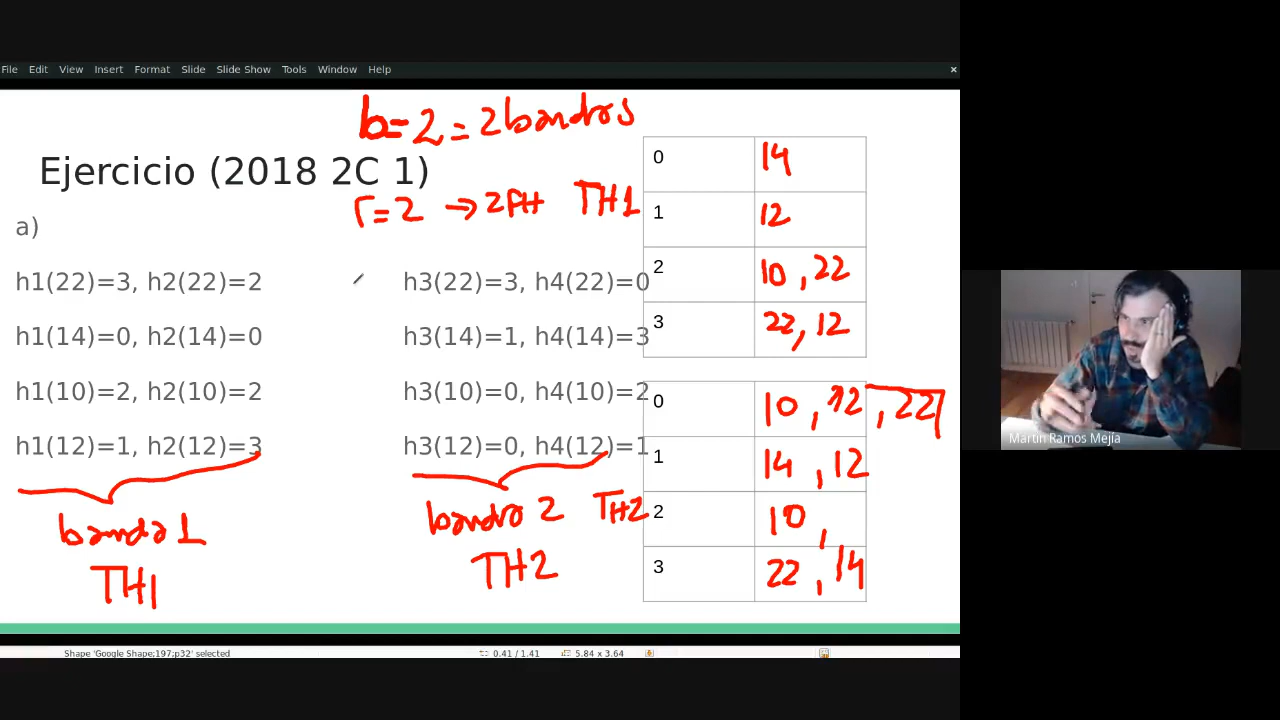 File Edit View Insert Format Slide Slide Show Tools Window Help ×
b=2=2bandas
Ejercicio (2018 2C 1)
r=2 →2FH TH1
a)
h1(22)=3, h2(22)=2 h3(22)=3, h4(22)=0
h1(14)=0, h2(14)=0 h3(14)=1, h4(14)=3
h1(10)=2, h2(10)=2 h3(10)=0, h4(10)=2
h1(12)=1, h2(12)=3 h3(12)=0, h4(12)=1
banda 1
TH1
banda 2 TH2
TH2
0 14
1 12
2 10, 22
3 22, 12
0 10, 12, 22
1 14, 12
2 10,
3 22, 14
Martín Ramos Mejía
Shape 'Google Shape;197;p32' selected
0.41 / 1.41 5.84 x 3.64